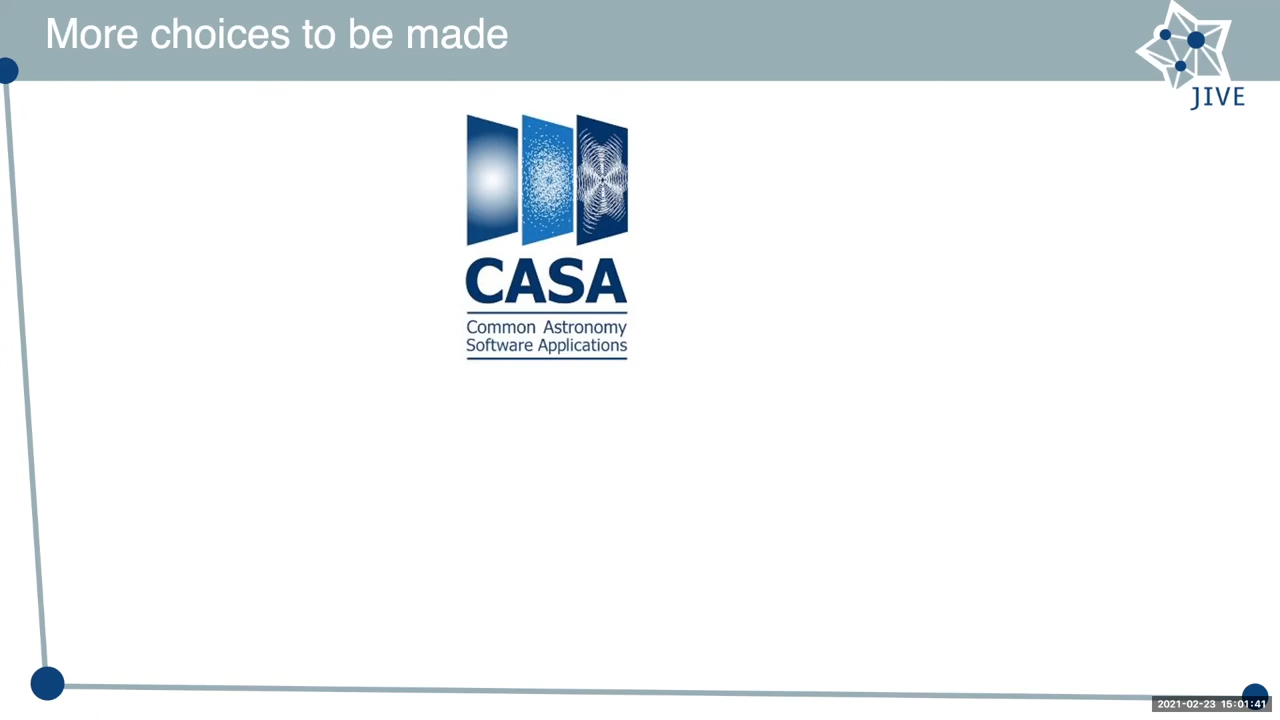 More choices to be made
JIVE
CASA
Common Astronomy
Software Applications
2021-02-23 15:01:41